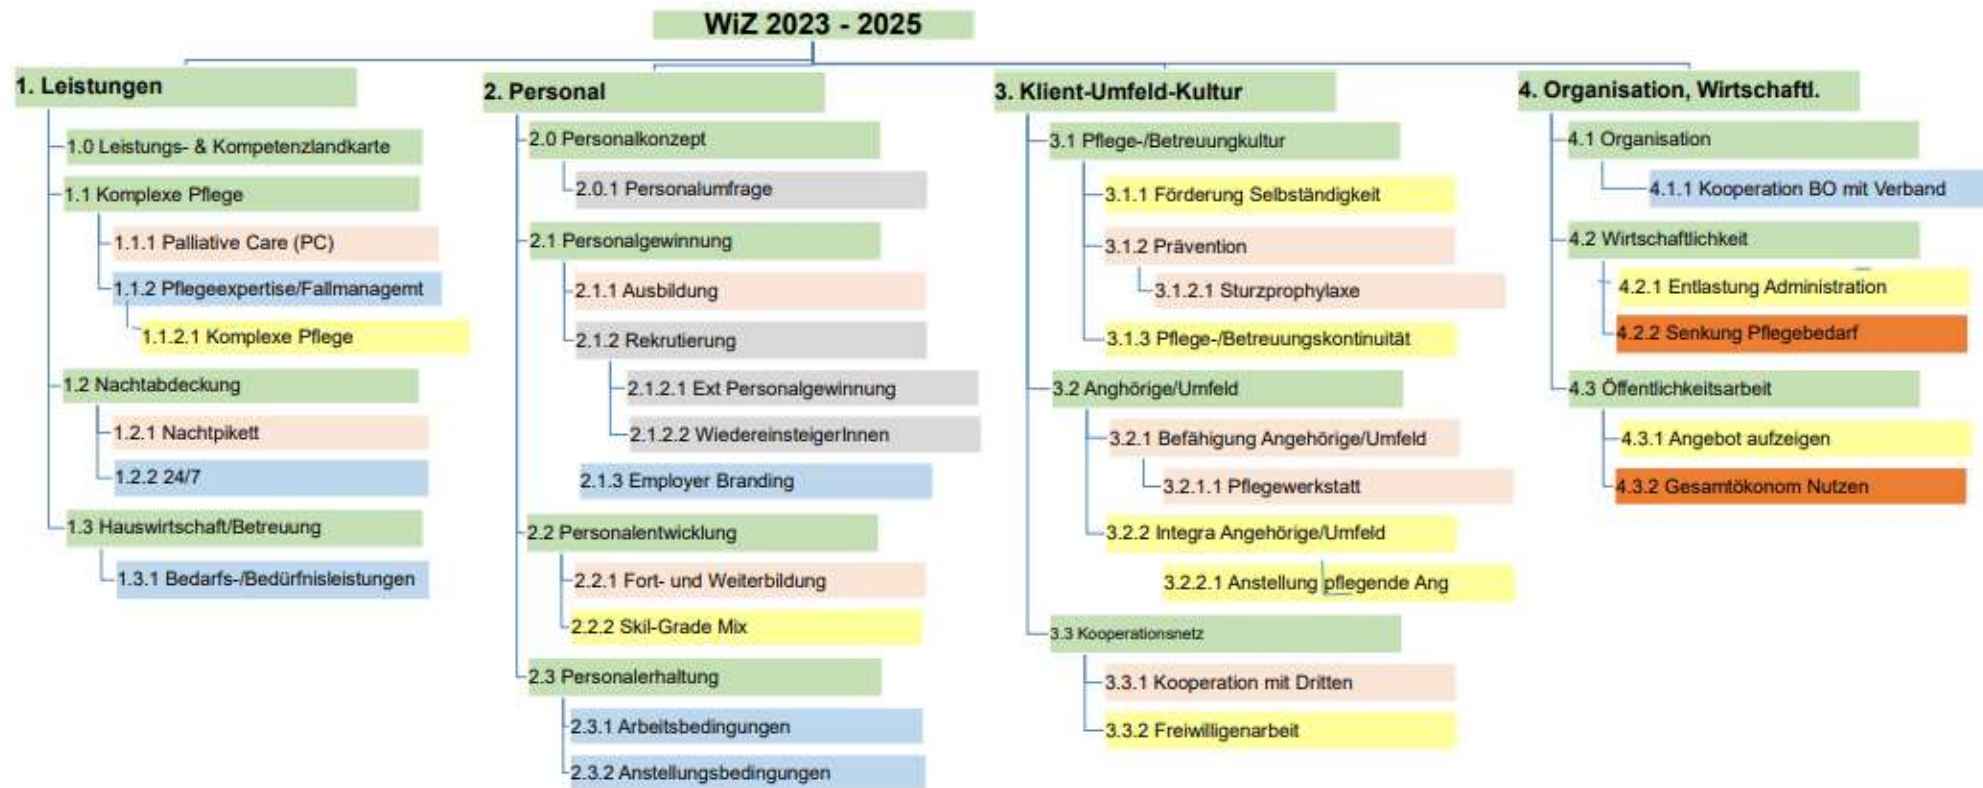 WiZ 2023 - 2025
1. Leistungen
1.0 Leistungs- & Kompetenzlandkarte
1.1 Komplexe Pflege
1.1.1 Palliative Care (PC)
1.1.2 Pflegeexpertise/Fallmanagemt
1.1.2.1 Komplexe Pflege
1.2 Nachtabdeckung
1.2.1 Nachtpikett
1.2.2 24/7
1.3 Hauswirtschaft/Betreuung
1.3.1 Bedarfs-/Bedürfnisleistungen
2. Personal
2.0 Personalkonzept
2.0.1 Personalumfrage
2.1 Personalgewinnung
2.1.1 Ausbildung
2.1.2 Rekrutierung
2.1.2.1 Ext Personalgewinnung
2.1.2.2 WiedereinsteigerInnen
2.1.3 Employer Branding
2.2 Personalentwicklung
2.2.1 Fort- und Weiterbildung
2.2.2 Skil-Grade Mix
2.3 Personalerhaltung
2.3.1 Arbeitsbedingungen
2.3.2 Anstellungsbedingungen
3. Klient-Umfeld-Kultur
3.1 Pflege-/Betreuungkultur
3.1.1 Förderung Selbständigkeit
3.1.2 Prävention
3.1.2.1 Sturzprophylaxe
3.1.3 Pflege-/Betreuungskontinuität
3.2 Anghörige/Umfeld
3.2.1 Befähigung Angehörige/Umfeld
3.2.1.1 Pflegewerkstatt
3.2.2 Integra Angehörige/Umfeld
3.2.2.1 Anstellung pflegende Ang
3.3 Kooperationsnetz
3.3.1 Kooperation mit Dritten
3.3.2 Freiwilligenarbeit
4. Organisation, Wirtschaftl.
4.1 Organisation
4.1.1 Kooperation BO mit Verband
4.2 Wirtschaftlichkeit
4.2.1 Entlastung Administration
4.2.2 Senkung Pflegebedarf
4.3 Öffentlichkeitsarbeit
4.3.1 Angebot aufzeigen
4.3.2 Gesamtökonom Nutzen